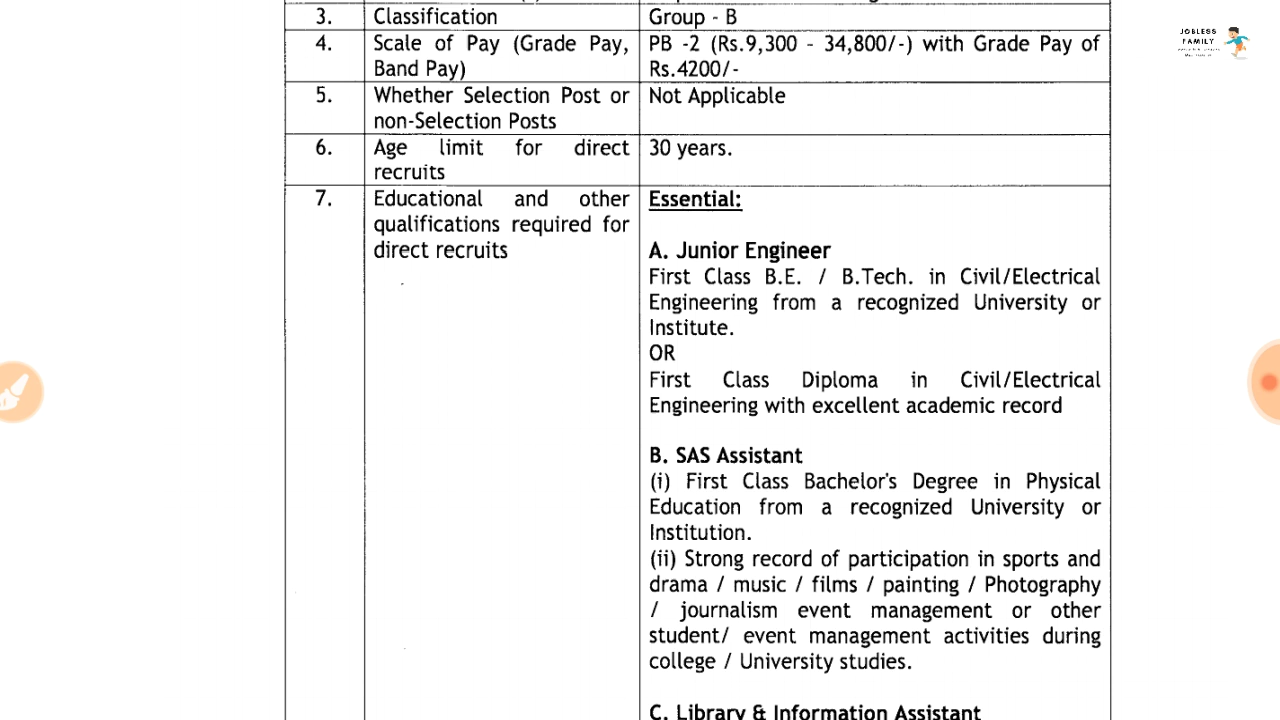 3. Classification Group - B
JOBLESS
FAMILY
4. Scale of Pay (Grade Pay, PB -2 (Rs.9,300 - 34,800/-) with Grade Pay of
Band Pay) Rs.4200/-
5. Whether Selection Post or Not Applicable
non-Selection Posts
6. Age limit for direct 30 years.
recruits
7. Educational and other Essential:
qualifications required for
direct recruits
A. Junior Engineer
First Class B.E. / B.Tech. in Civil/Electrical
Engineering from a recognized University or
Institute.
OR
First Class Diploma in Civil/Electrical
Engineering with excellent academic record
B. SAS Assistant
(i) First Class Bachelor's Degree in Physical
Education from a recognized University or
Institution.
(ii) Strong record of participation in sports and
drama / music / films / painting / Photography
/ journalism event management or other
student/ event management activities during
college / University studies.
C. Library & Information Assistant